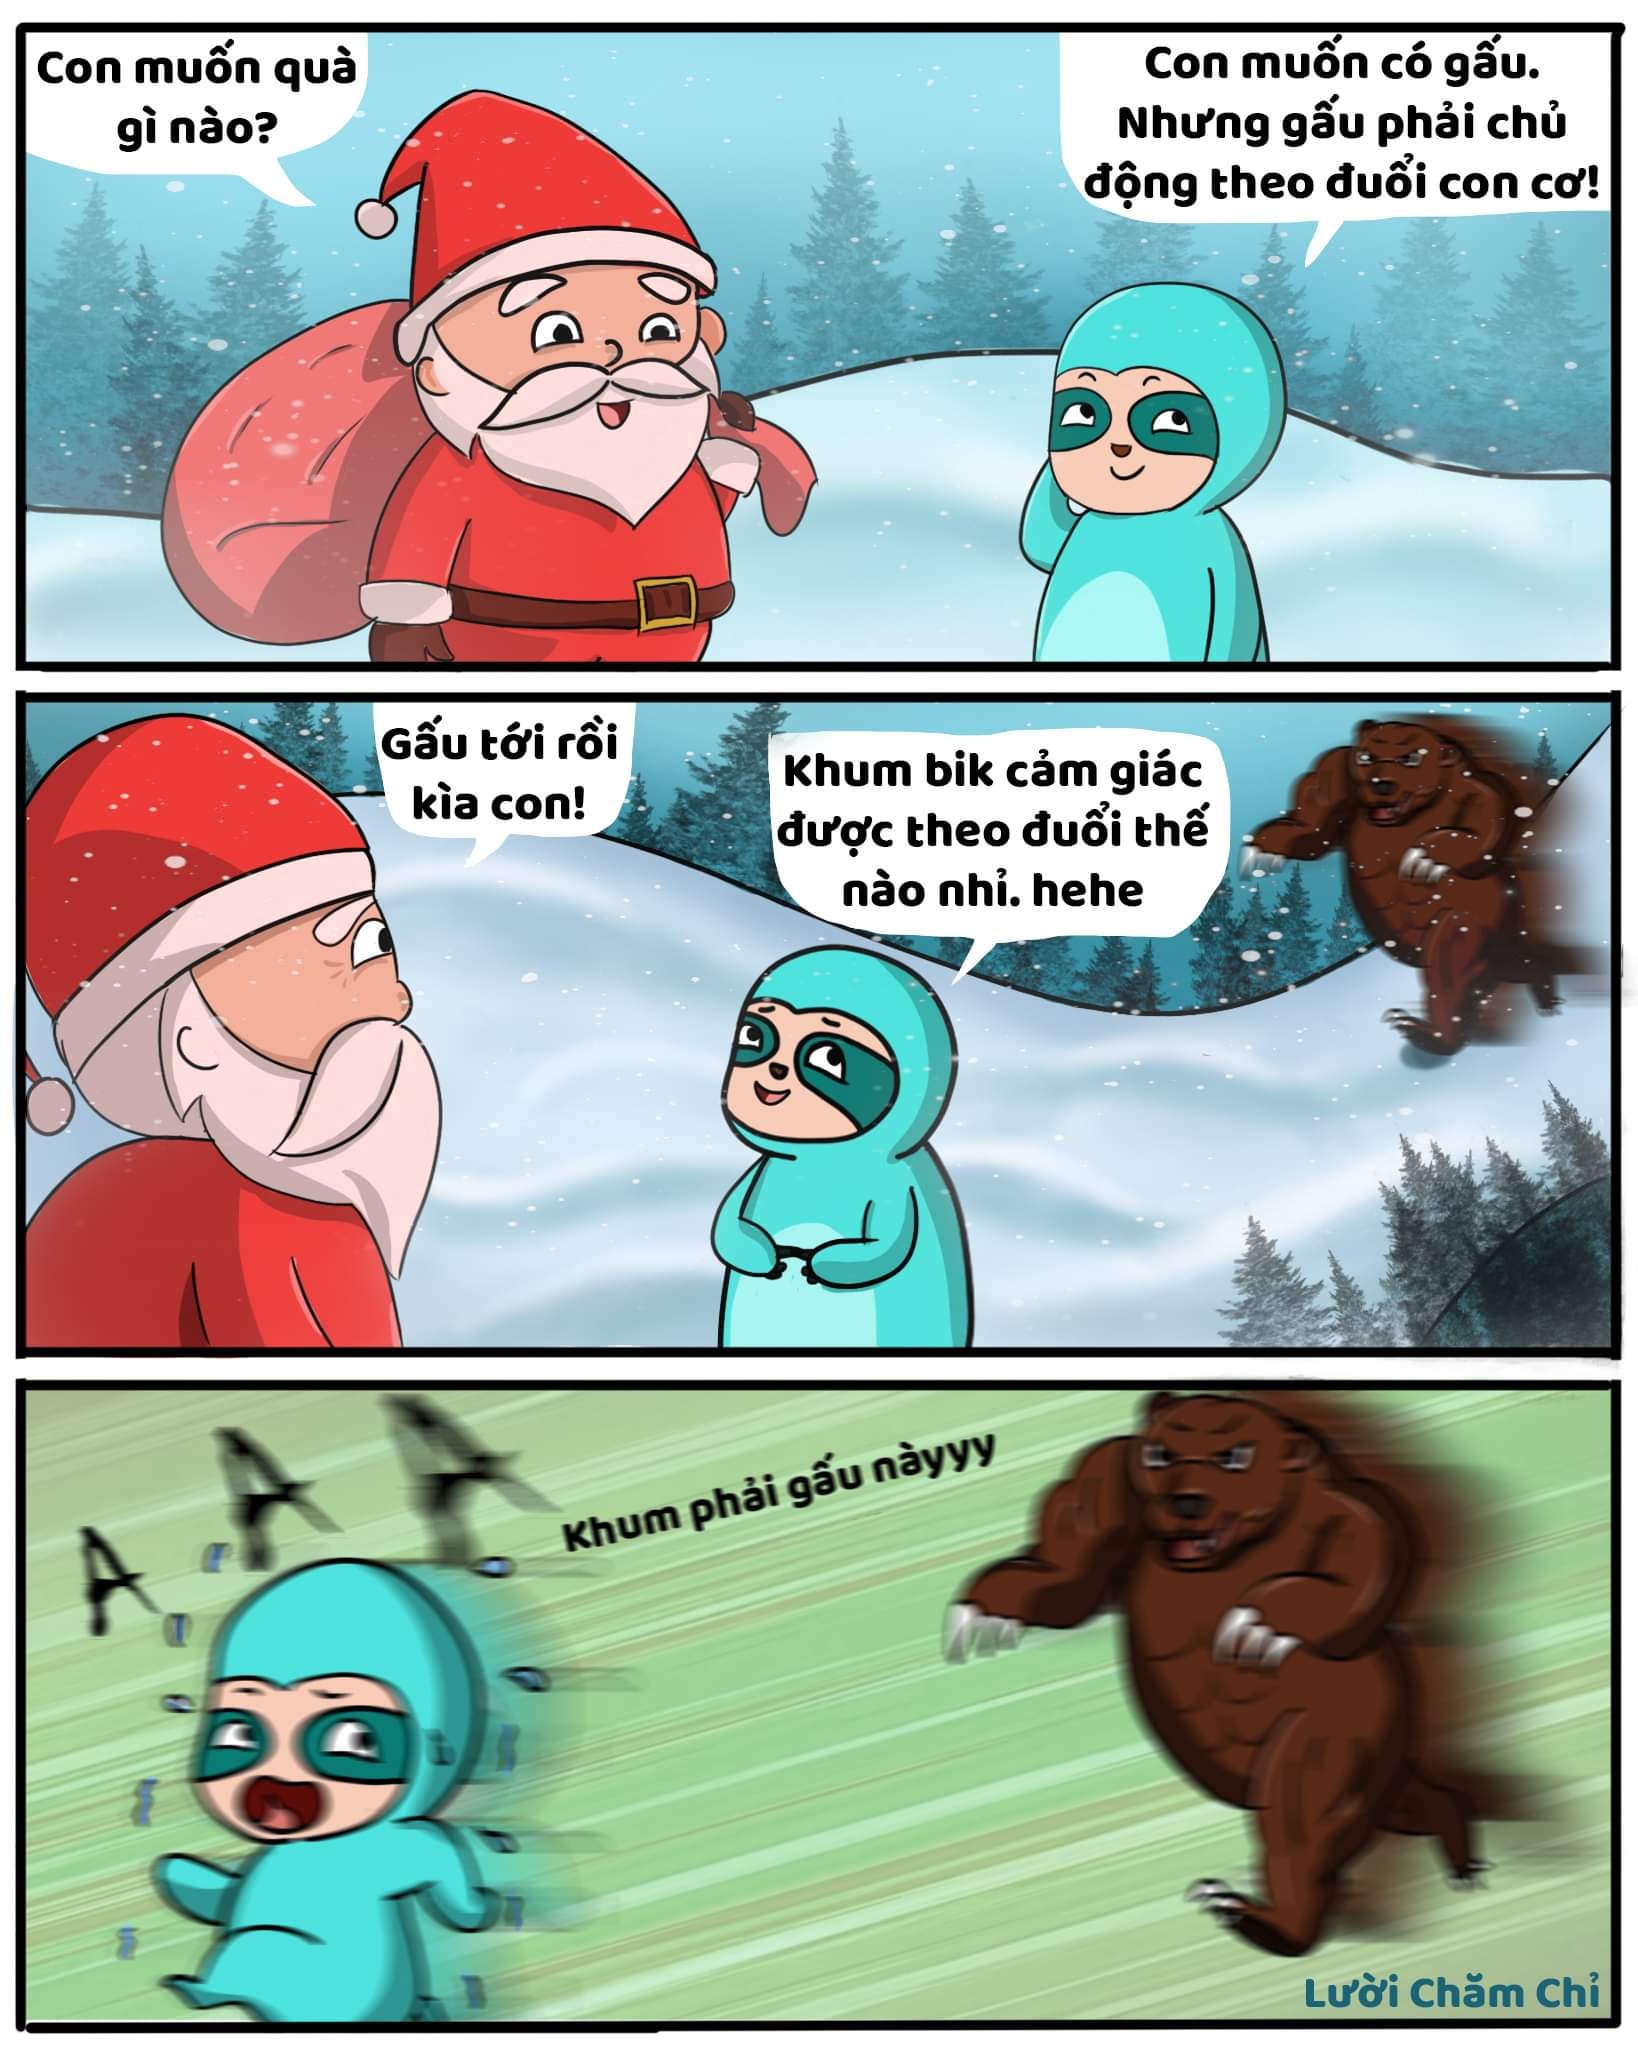 Con muốn quà
gì nào?
Con muốn có gấu.
Nhưng gấu phải chủ
động theo đuổi con cơ!
Gấu tới rồi
kìa con!
Khum bik cảm giác
được theo đuổi thế
nào nhỉ. hehe
A A A
Khum phải gấu nàyyy
Lười Chăm Chỉ